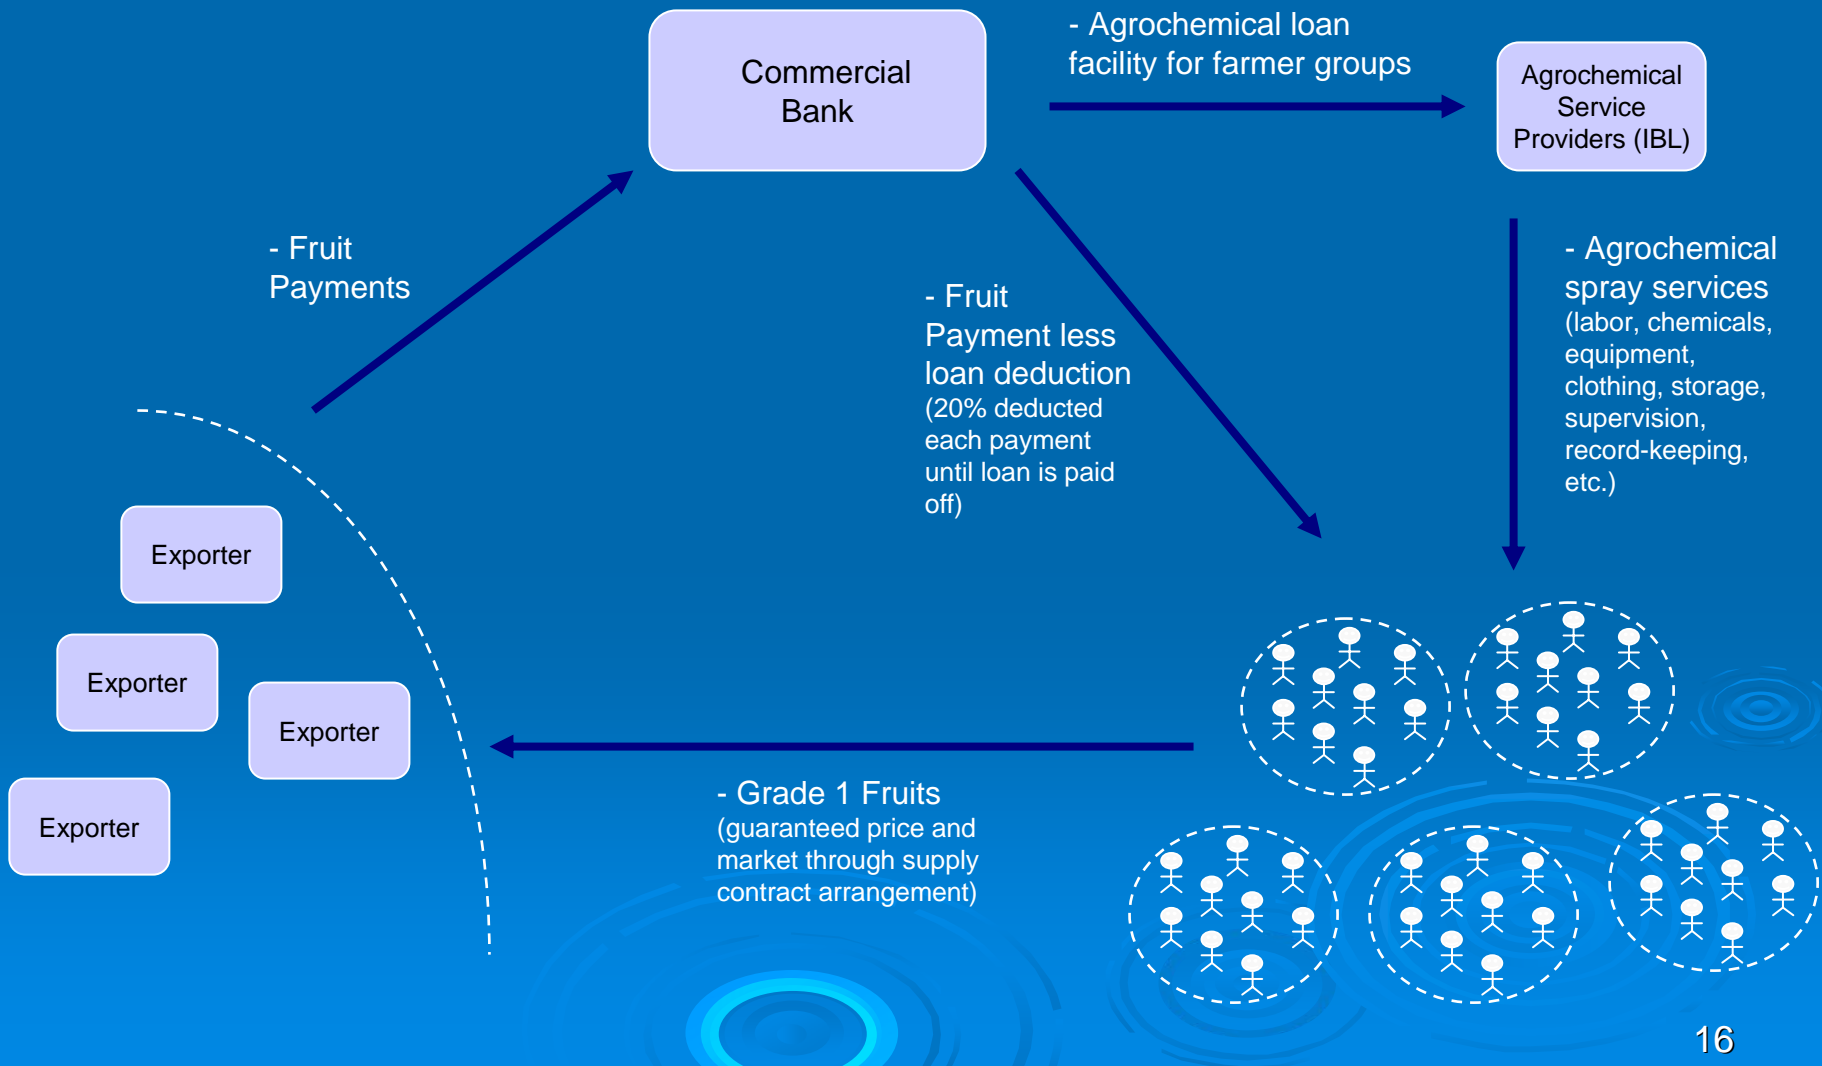 Commercial
Bank
- Agrochemical loan
facility for farmer groups
Agrochemical
Service
Providers (IBL)
- Fruit
Payments
- Fruit
Payment less
loan deduction
(20% deducted
each payment
until loan is paid
off)
- Agrochemical
spray services
(labor, chemicals,
equipment,
clothing, storage,
supervision,
record-keeping,
etc.)
Exporter
Exporter
Exporter
Exporter
- Grade 1 Fruits
(guaranteed price and
market through supply
contract arrangement)
16